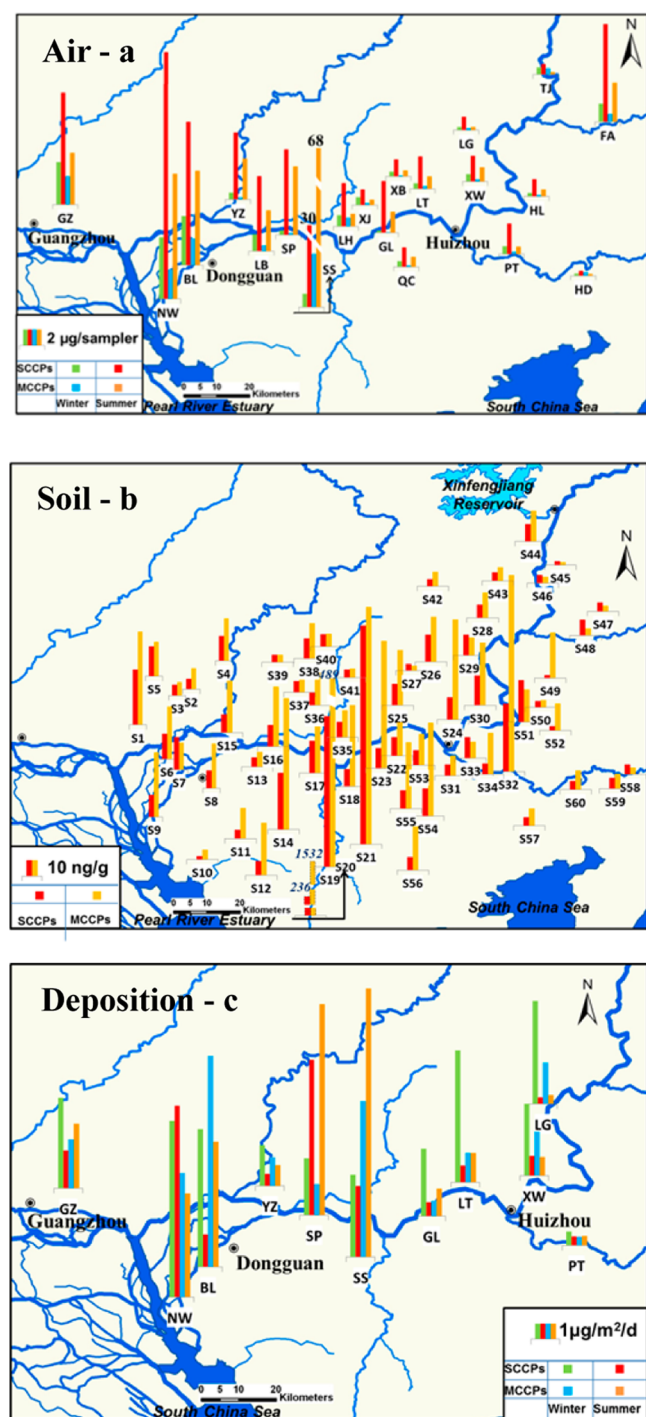 Air - a
68
TJ
FA
LG
GZ
YZ
XB
LT
XW
30
XJ
HL
Guangzhou
LH
GL
Huizhou
SP
BL
LB
Dongguan
SS
QC
PT
HD
NW
2 µg/sampler
SCCPs
MCCPs
Winter Summer
0 5 10 20
Kilometers
Pearl River Estuary
South China Sea
Soil - b
Xinfengjiang
Reservoir
N
S44
S45
S42
S43
S46
S47
S28
S4
S40
S38
S48
S39
S5
S2
S3
S41
489
S26
S29
S49
S27
S37
S36
S25
S30
S50
S51
S1
S15
S24
S52
S16
S35
S6
S7
S13
S17
S22
S53
S23
S33
S31
S34
S32
S8
S18
S60
S59
S58
S9
S14
S55
S54
S57
S11
S21
S10
S12
S19
S20
S56
1532
236
10 ng/g
SCCPs MCCPs
0 5 10 20
Kilometers
Pearl River Estuary
South China Sea
Deposition - c
N
LG
GZ
YZ
LT
XW
Guangzhou
SP
GL
Huizhou
BL
Dongguan
SS
PT
NW
1µg/m²/d
SCCPs
MCCPs
Winter Summer
0 5 10 20
Kilometers
South China Sea